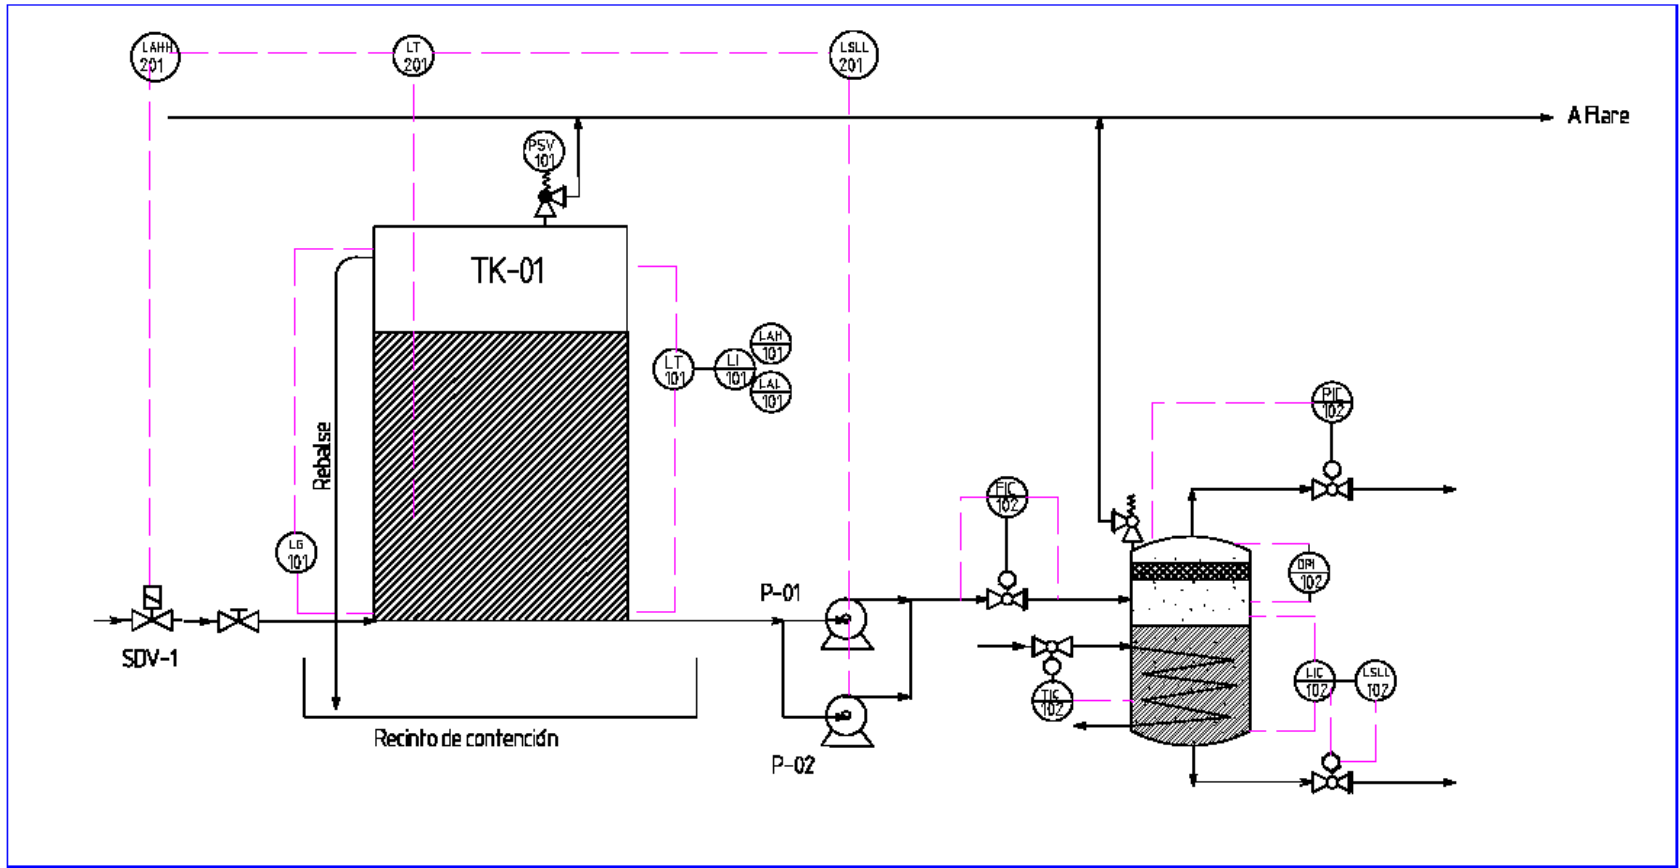 LAHH
201
LT
201
LSLL
201
A Flare
PSV
101
TK-01
LAH
101
LT
101
LI
101
LAL
101
Rebalse
PIC
102
FIC
102
LG
101
DPI
102
P-01
SDV-1
LIC
102
LSLL
102
TIC
102
Recinto de contención
P-02